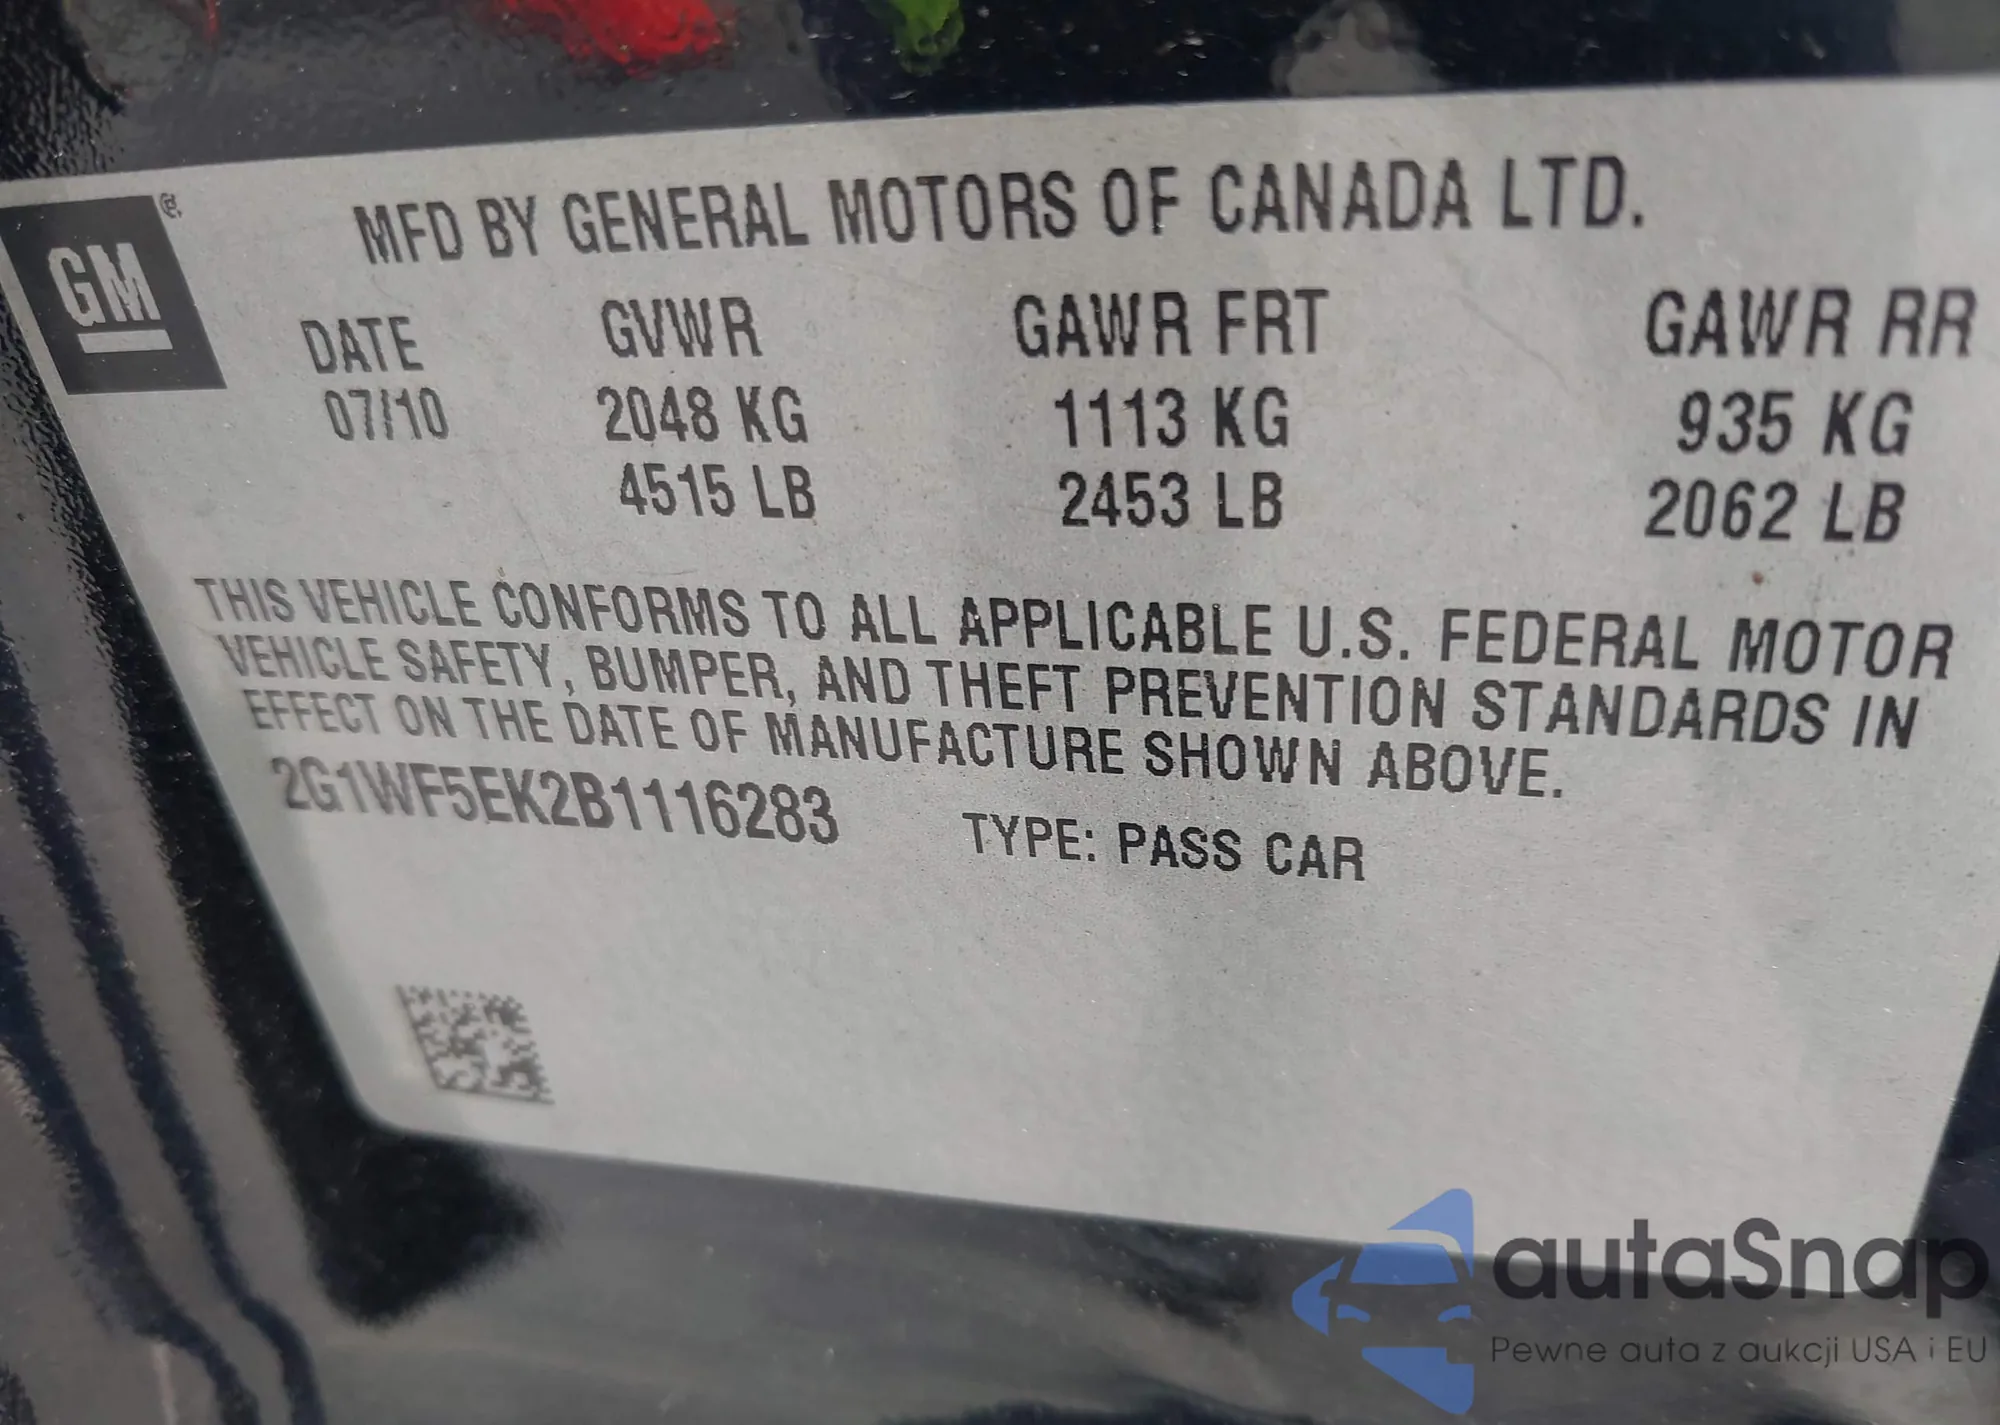 GM
MFD BY GENERAL MOTORS OF CANADA LTD.
DATE GVWR GAWR FRT GAWR RR
07/10 2048 KG 1113 KG 935 KG
4515 LB 2453 LB 2062 LB
THIS VEHICLE CONFORMS TO ALL APPLICABLE U.S. FEDERAL MOTOR
VEHICLE SAFETY, BUMPER, AND THEFT PREVENTION STANDARDS IN
EFFECT ON THE DATE OF MANUFACTURE SHOWN ABOVE.
2G1WF5EK2B1116283 TYPE: PASS CAR
autaSnap
Pewne auta z aukcji USA i EU